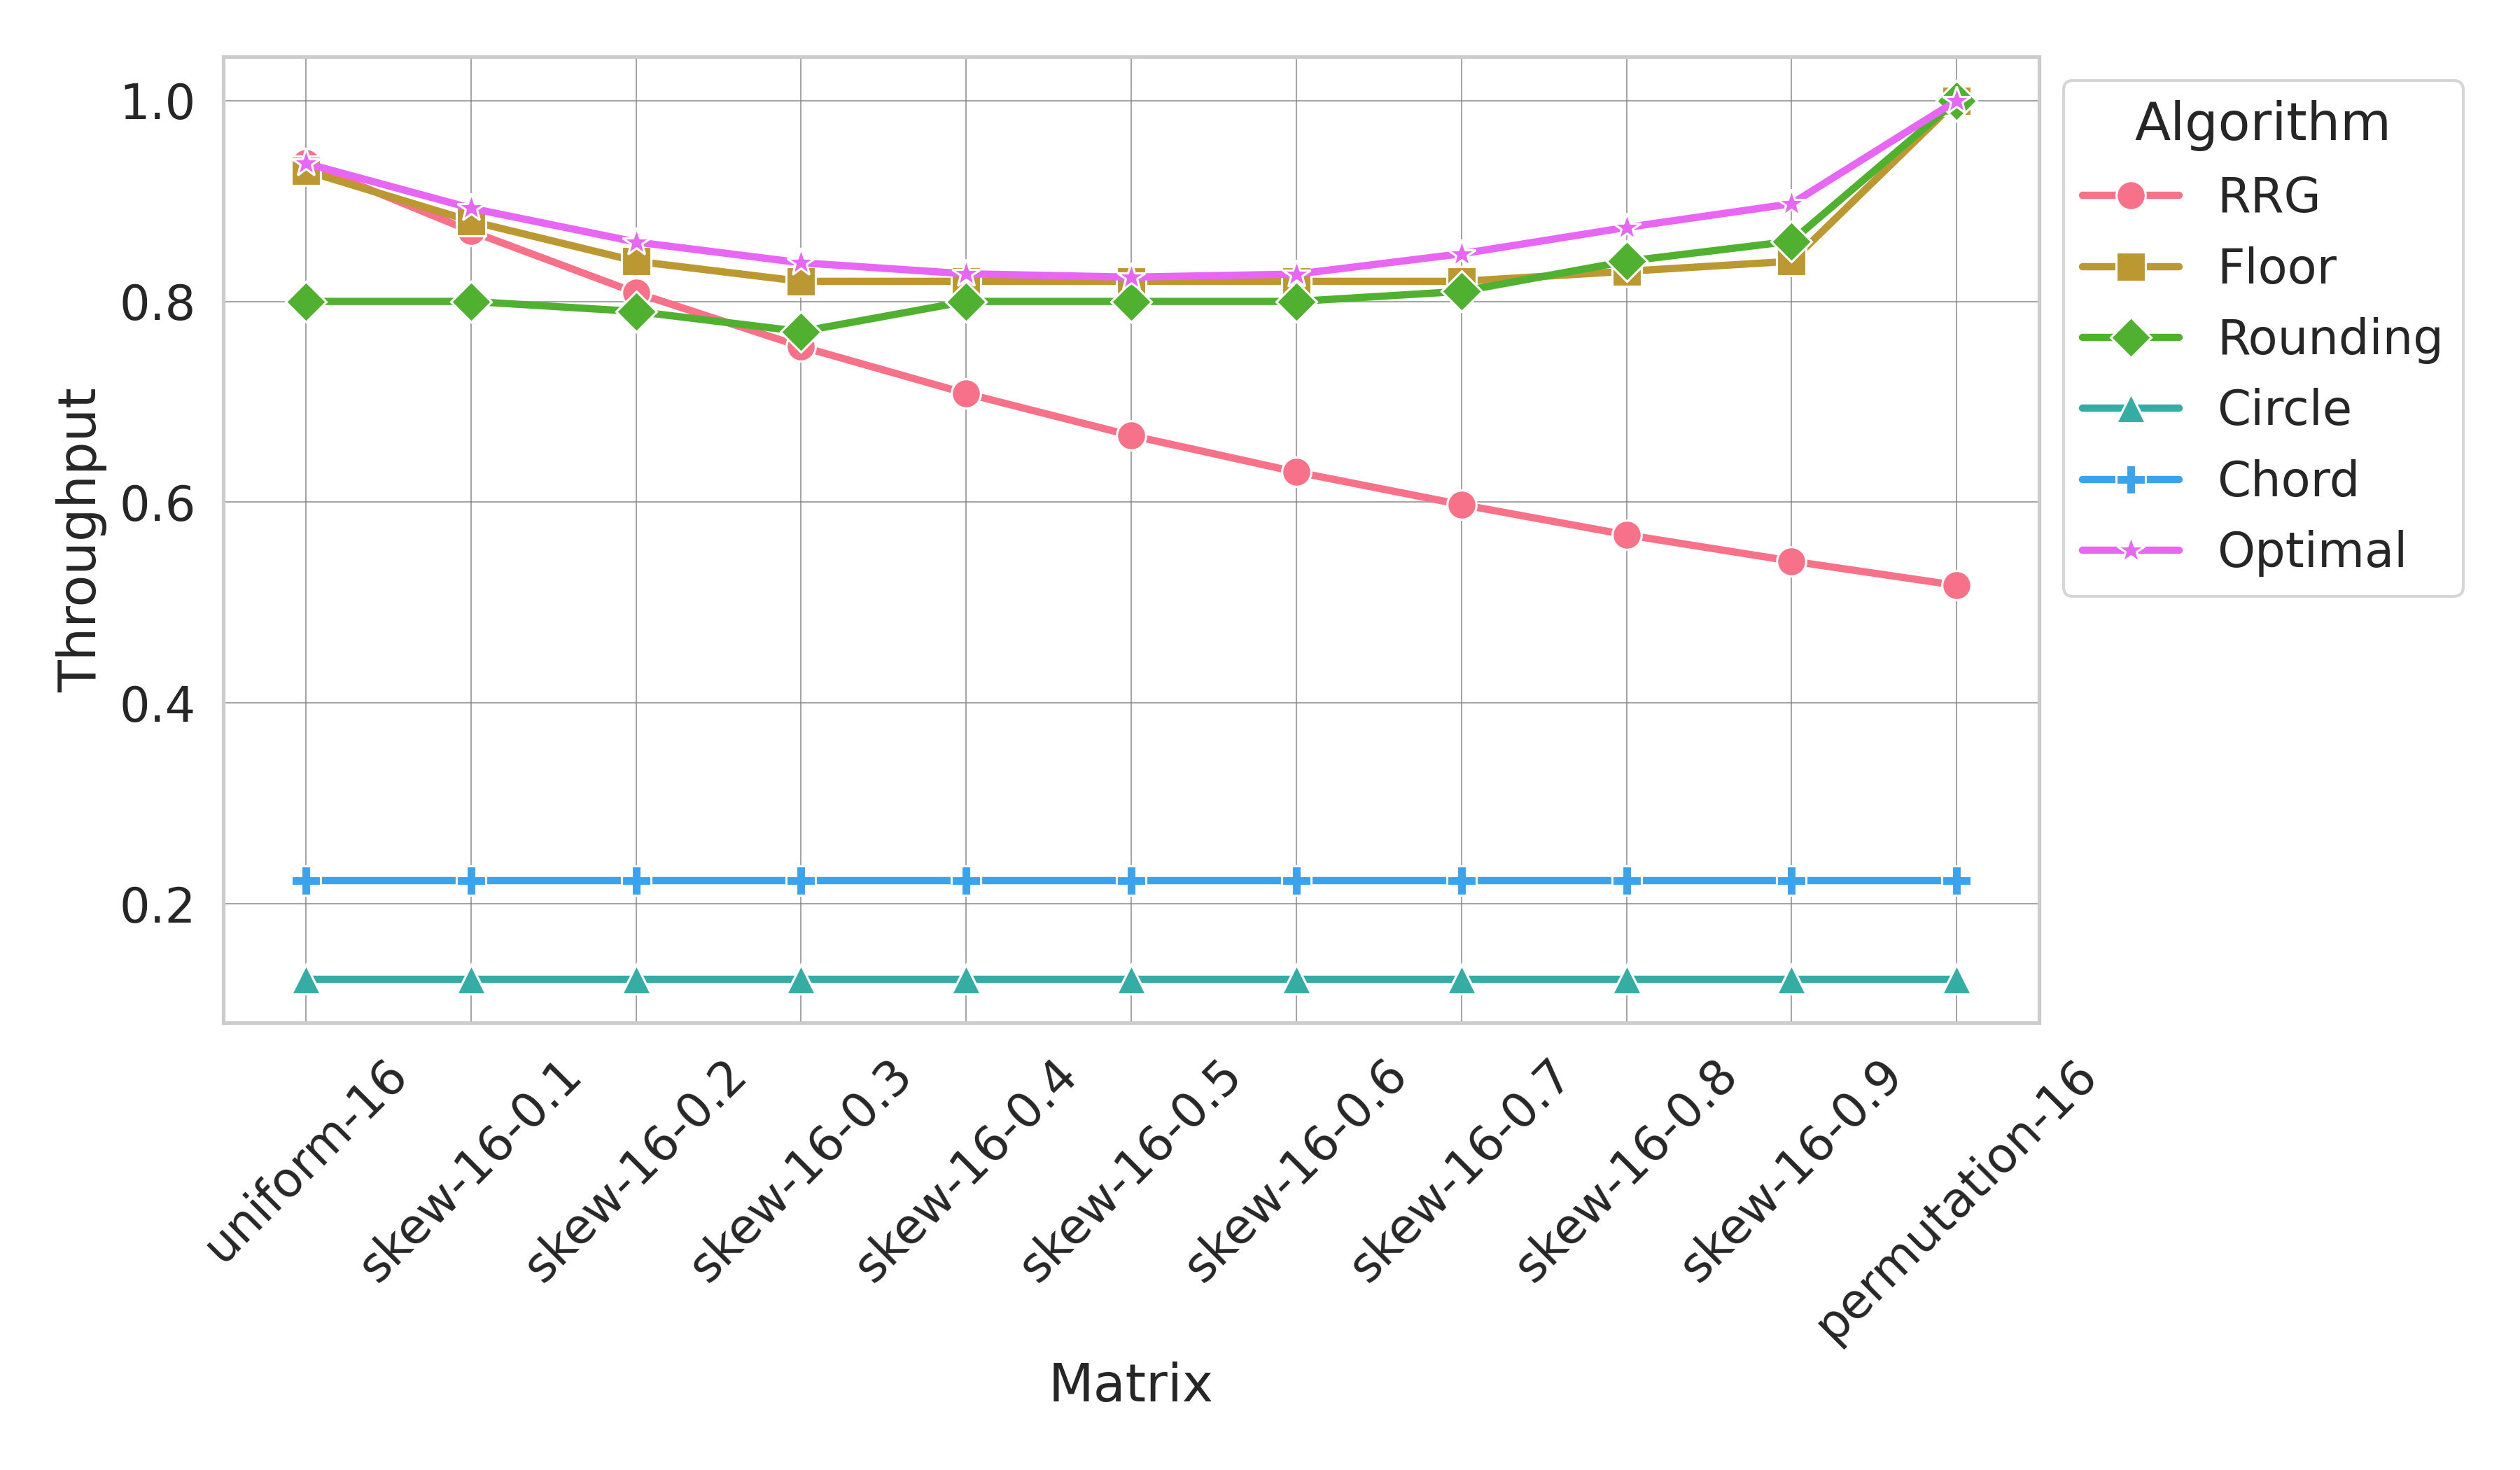 1.0
0.8
0.6
0.4
0.2
Throughput
uniform-16
skew-16-0.1
skew-16-0.2
skew-16-0.3
skew-16-0.4
skew-16-0.5
skew-16-0.6
skew-16-0.7
skew-16-0.8
skew-16-0.9
permutation-16
Matrix
Algorithm
RRG
Floor
Rounding
Circle
Chord
Optimal